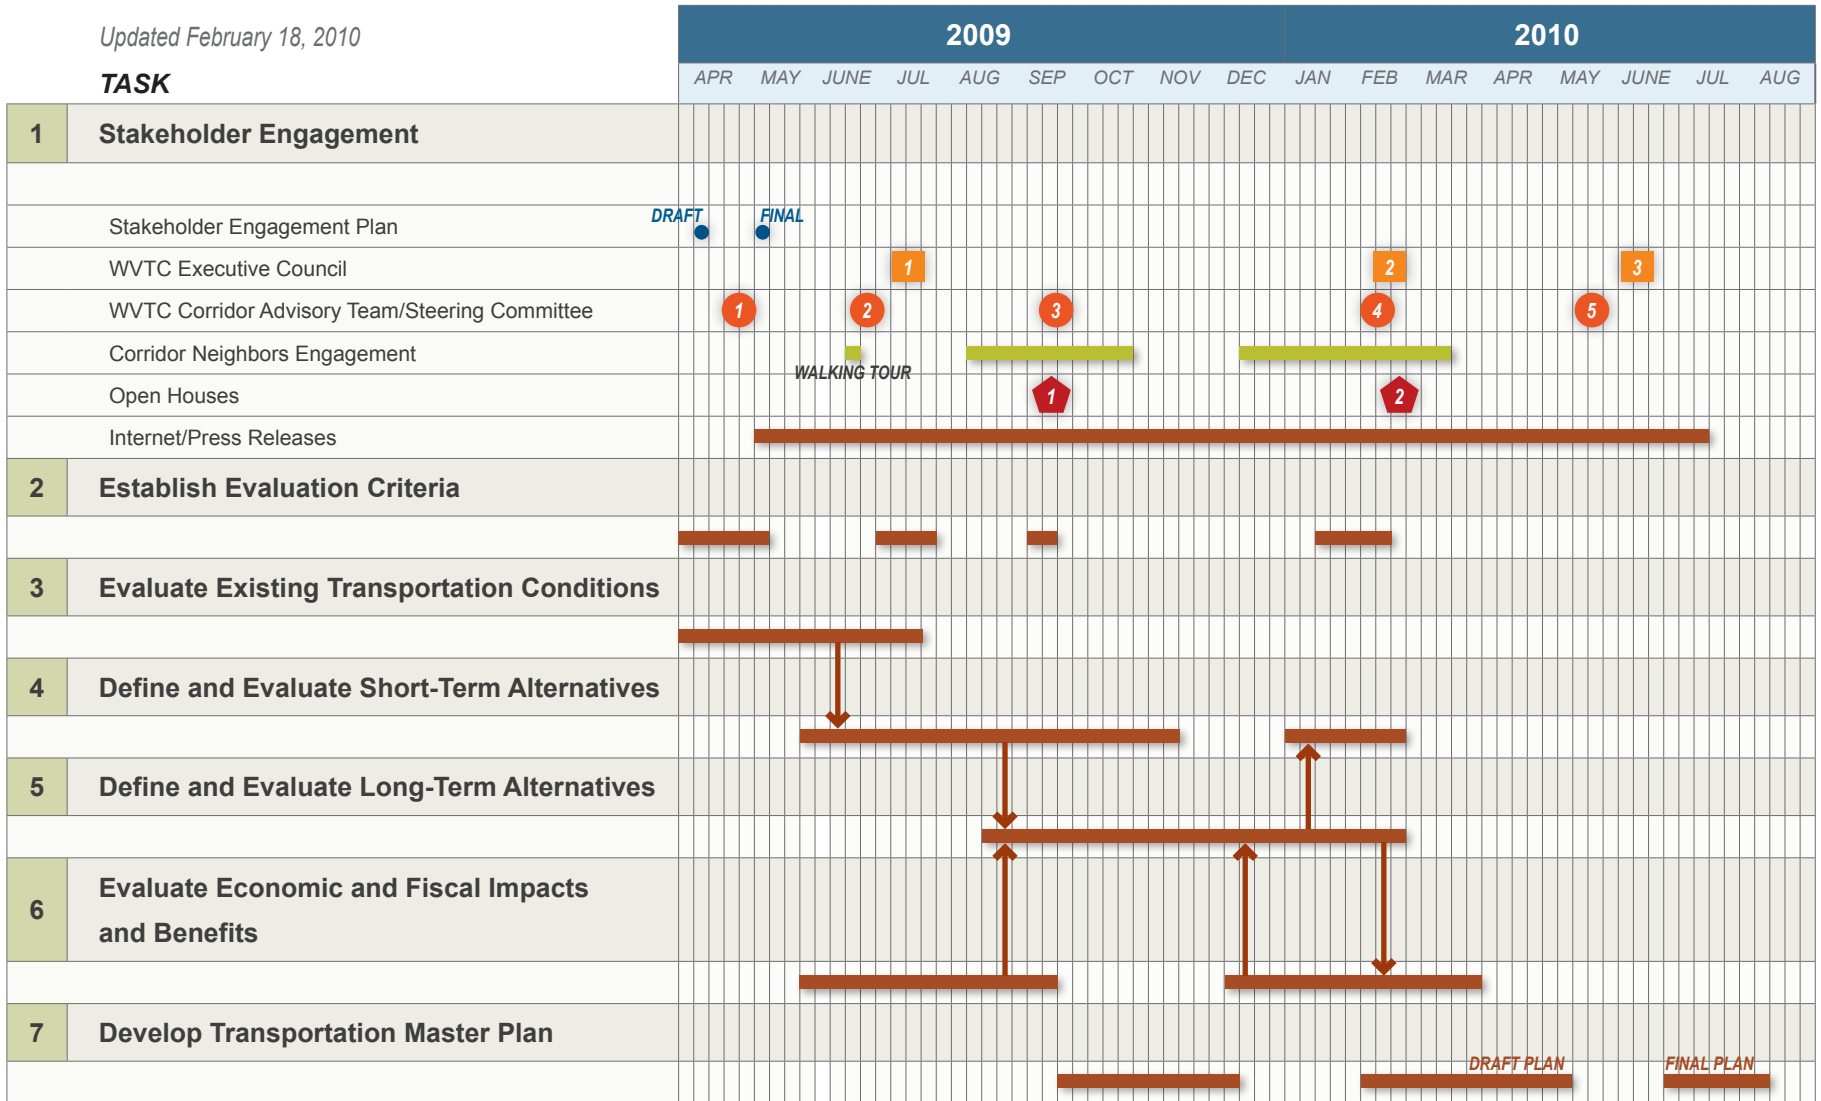 Updated February 18, 2010
2009 2010
TASK
APR MAY JUNE JUL AUG SEP OCT NOV DEC JAN FEB MAR APR MAY JUNE JUL AUG
1 Stakeholder Engagement
DRAFT FINAL
Stakeholder Engagement Plan
WVTC Executive Council 1 2 3
WVTC Corridor Advisory Team/Steering Committee 1 2 3 4 5
Corridor Neighbors Engagement
WALKING TOUR
Open Houses 1 2
Internet/Press Releases
2 Establish Evaluation Criteria
3 Evaluate Existing Transportation Conditions
4 Define and Evaluate Short-Term Alternatives
5 Define and Evaluate Long-Term Alternatives
6 Evaluate Economic and Fiscal Impacts
and Benefits
7 Develop Transportation Master Plan
DRAFT PLAN FINAL PLAN